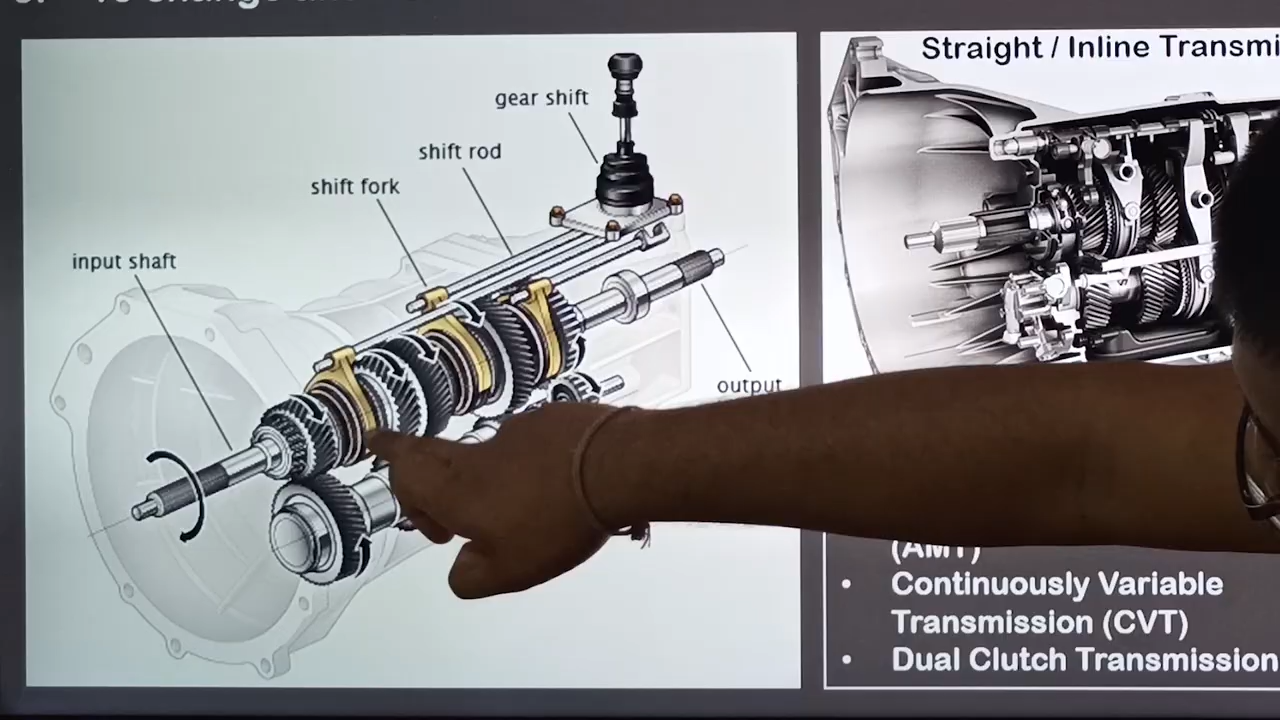 gear shift
shift rod
shift fork
input shaft
output
Straight / Inline Transmi
(AMT)
• Continuously Variable
Transmission (CVT)
• Dual Clutch Transmission